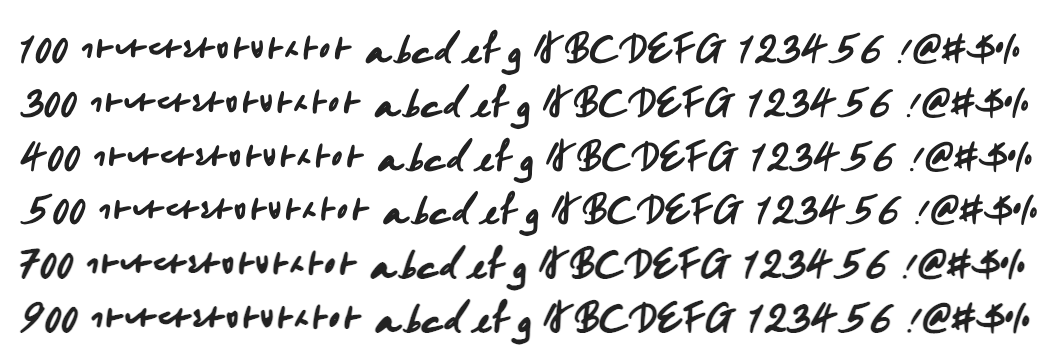 100 가나다라마바사아 abcdefg ABCDEFG 123456 !@#$%
300 가나다라마바사아 abcdefg ABCDEFG 123456 !@#$%
400 가나다라마바사아 abcdefg ABCDEFG 123456 !@#$%
500 가나다라마바사아 abcdefg ABCDEFG 123456 !@#$%
700 가나다라마바사아 abcdefg ABCDEFG 123456 !@#$%
900 가나다라마바사아 abcdefg ABCDEFG 123456 !@#$%